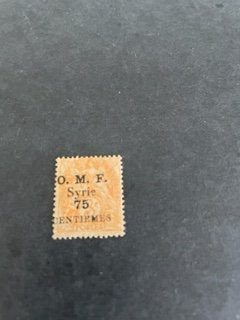 O. M. F.
Syrie
75
CENTIEMES